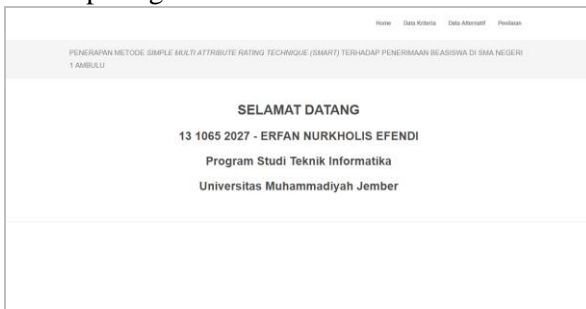 Home Data Kriteria Data Alternatif Penilaian
PENERAPAN METODE SIMPLE MULTI ATTRIBUTE RATING TECHNIQUE (SMART) TERHADAP PENERIMAAN BEASISWA DI SMA NEGERI
1 AMBULU
SELAMAT DATANG
13 1065 2027 - ERFAN NURKHOLIS EFENDI
Program Studi Teknik Informatika
Universitas Muhammadiyah Jember